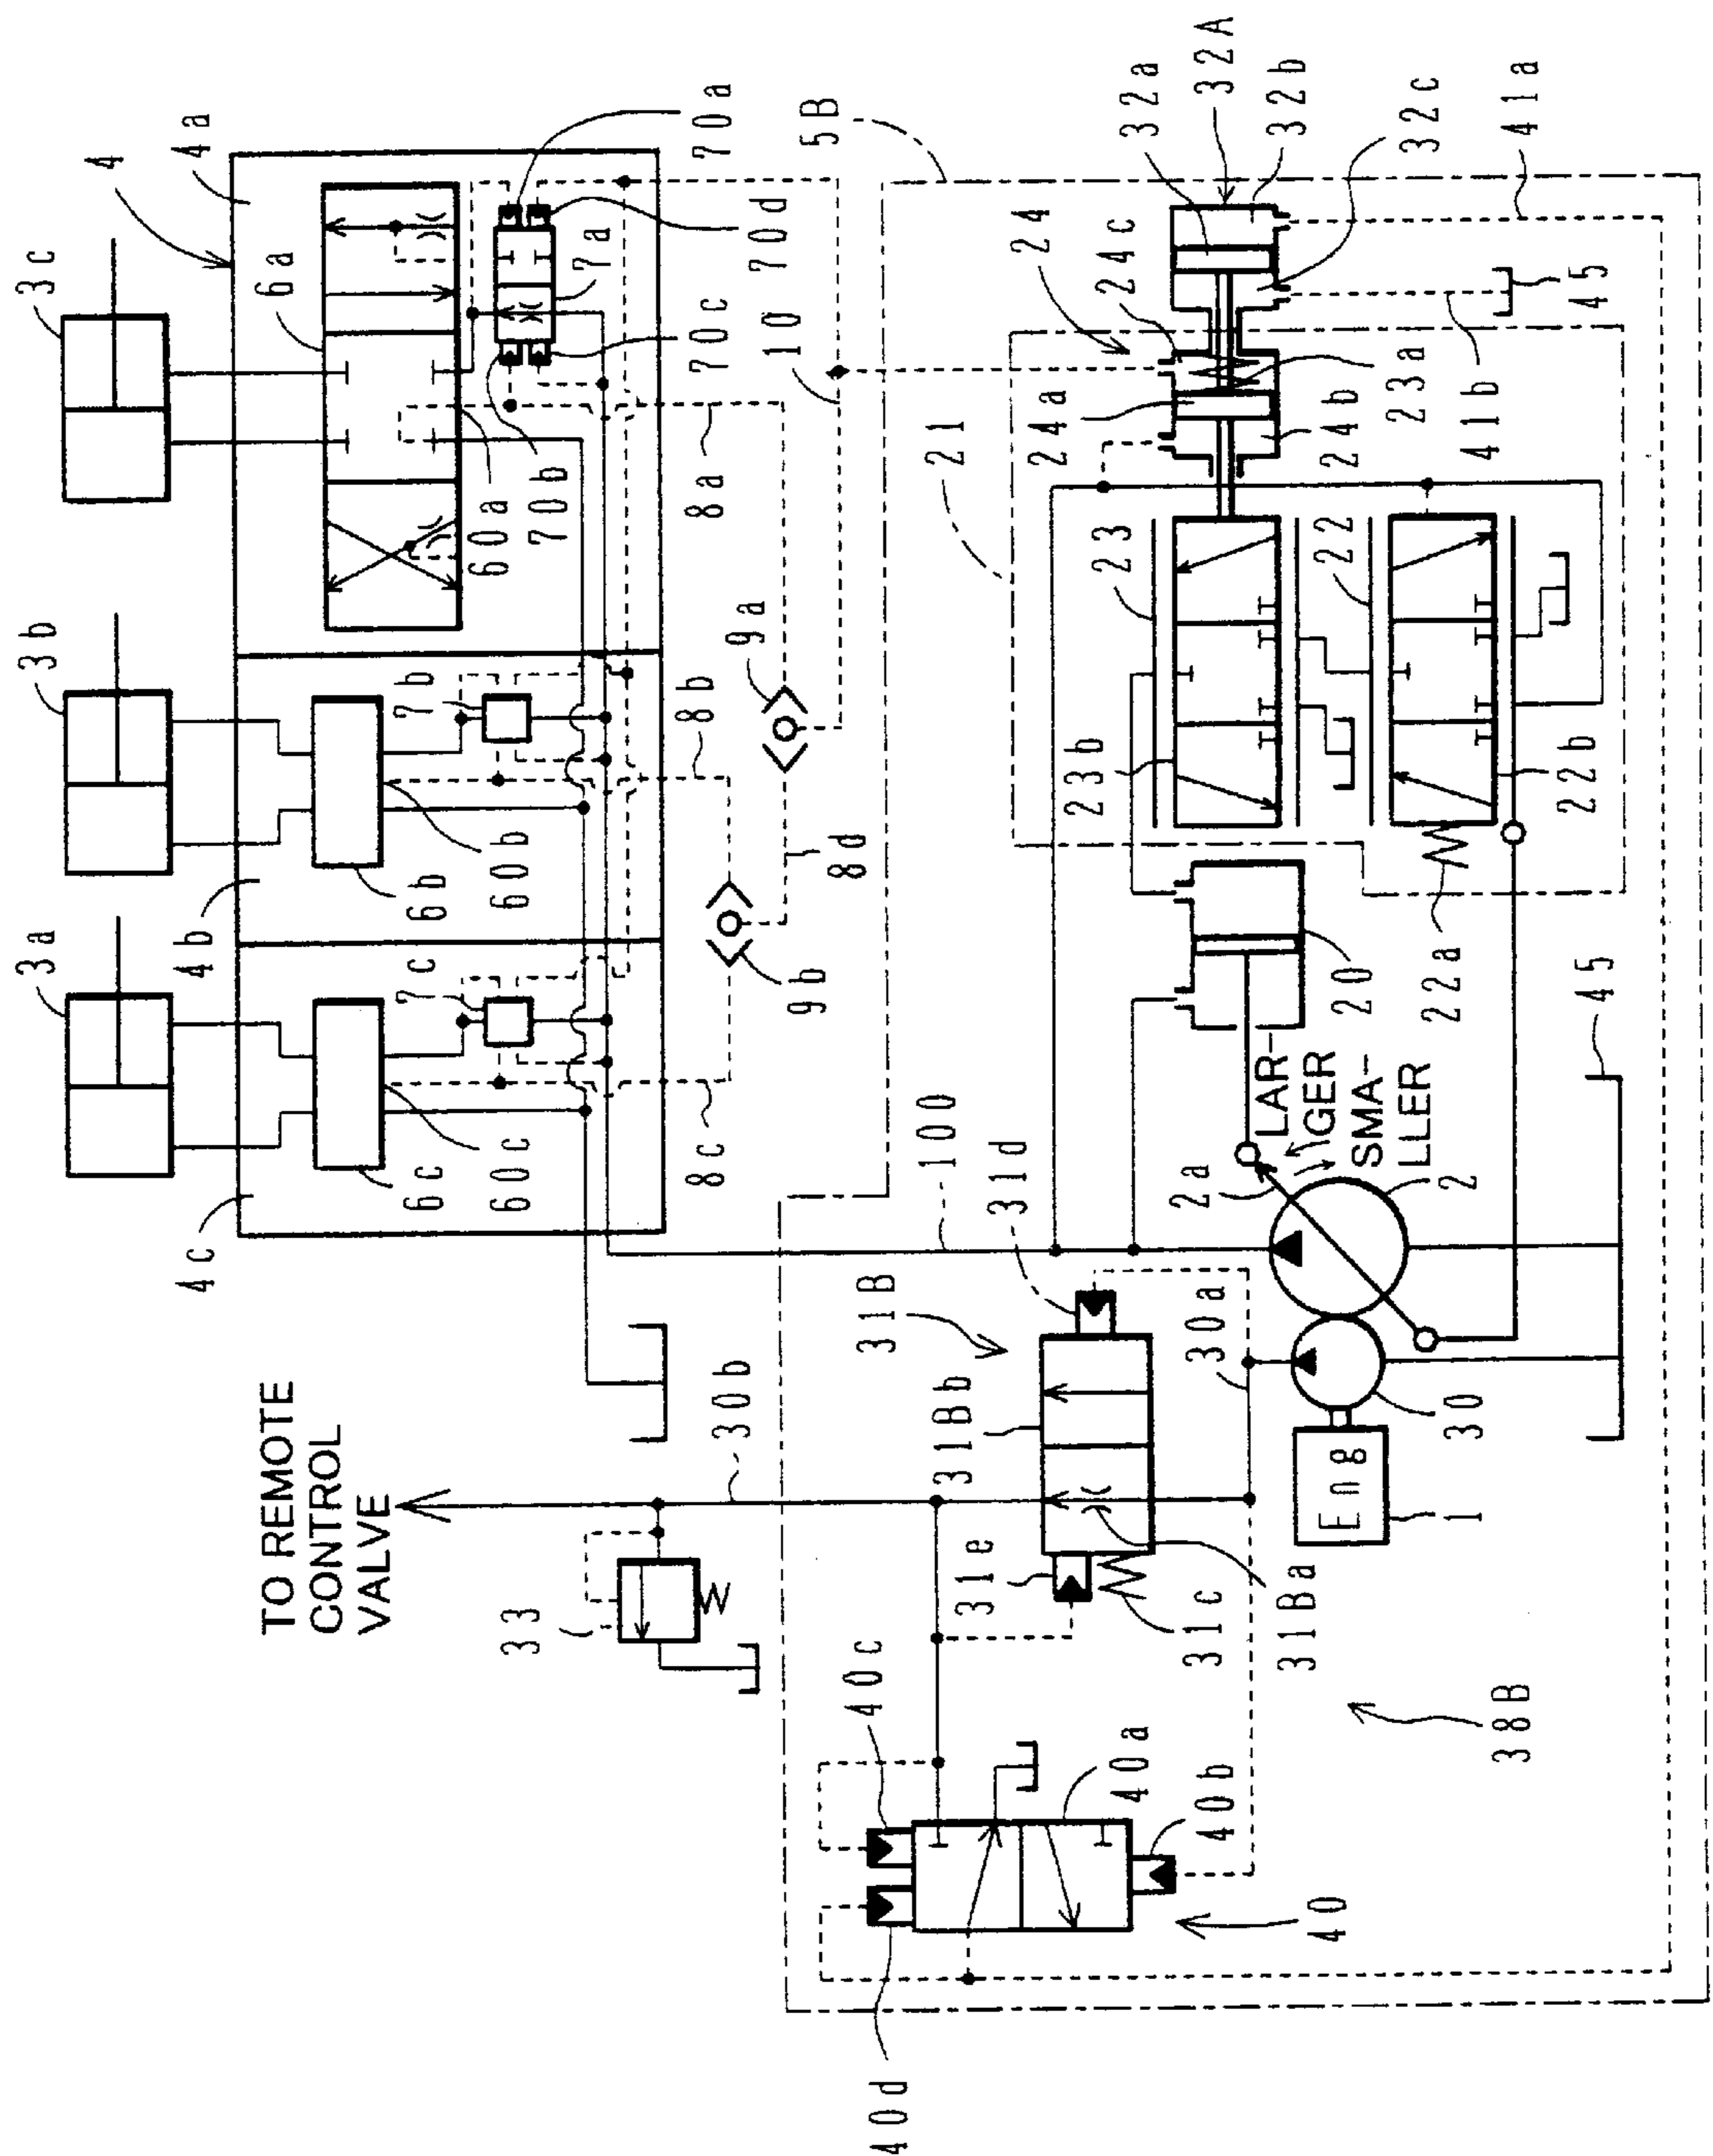 3c
4
4a
3b
3a
6a
70a
70d
7a
70c
70b
60a
4b
6b
60b
7b
4c
6c
60c
7c
8a
10
8b
9a
8d
9b
8c
5B
TO REMOTE
CONTROL
VALVE
33
30b
100
21
24
24c
24a
24b
23a
32a
32A
32b
32c
41a
41b
45
23
23b
22
22b
22a
20
LAR-
GER
SMA-
LLER
2a
2
45
31d
31B
31Bb
30a
31e
31c
31Ba
30
Eng
1
38B
40c
40a
40b
40
40d